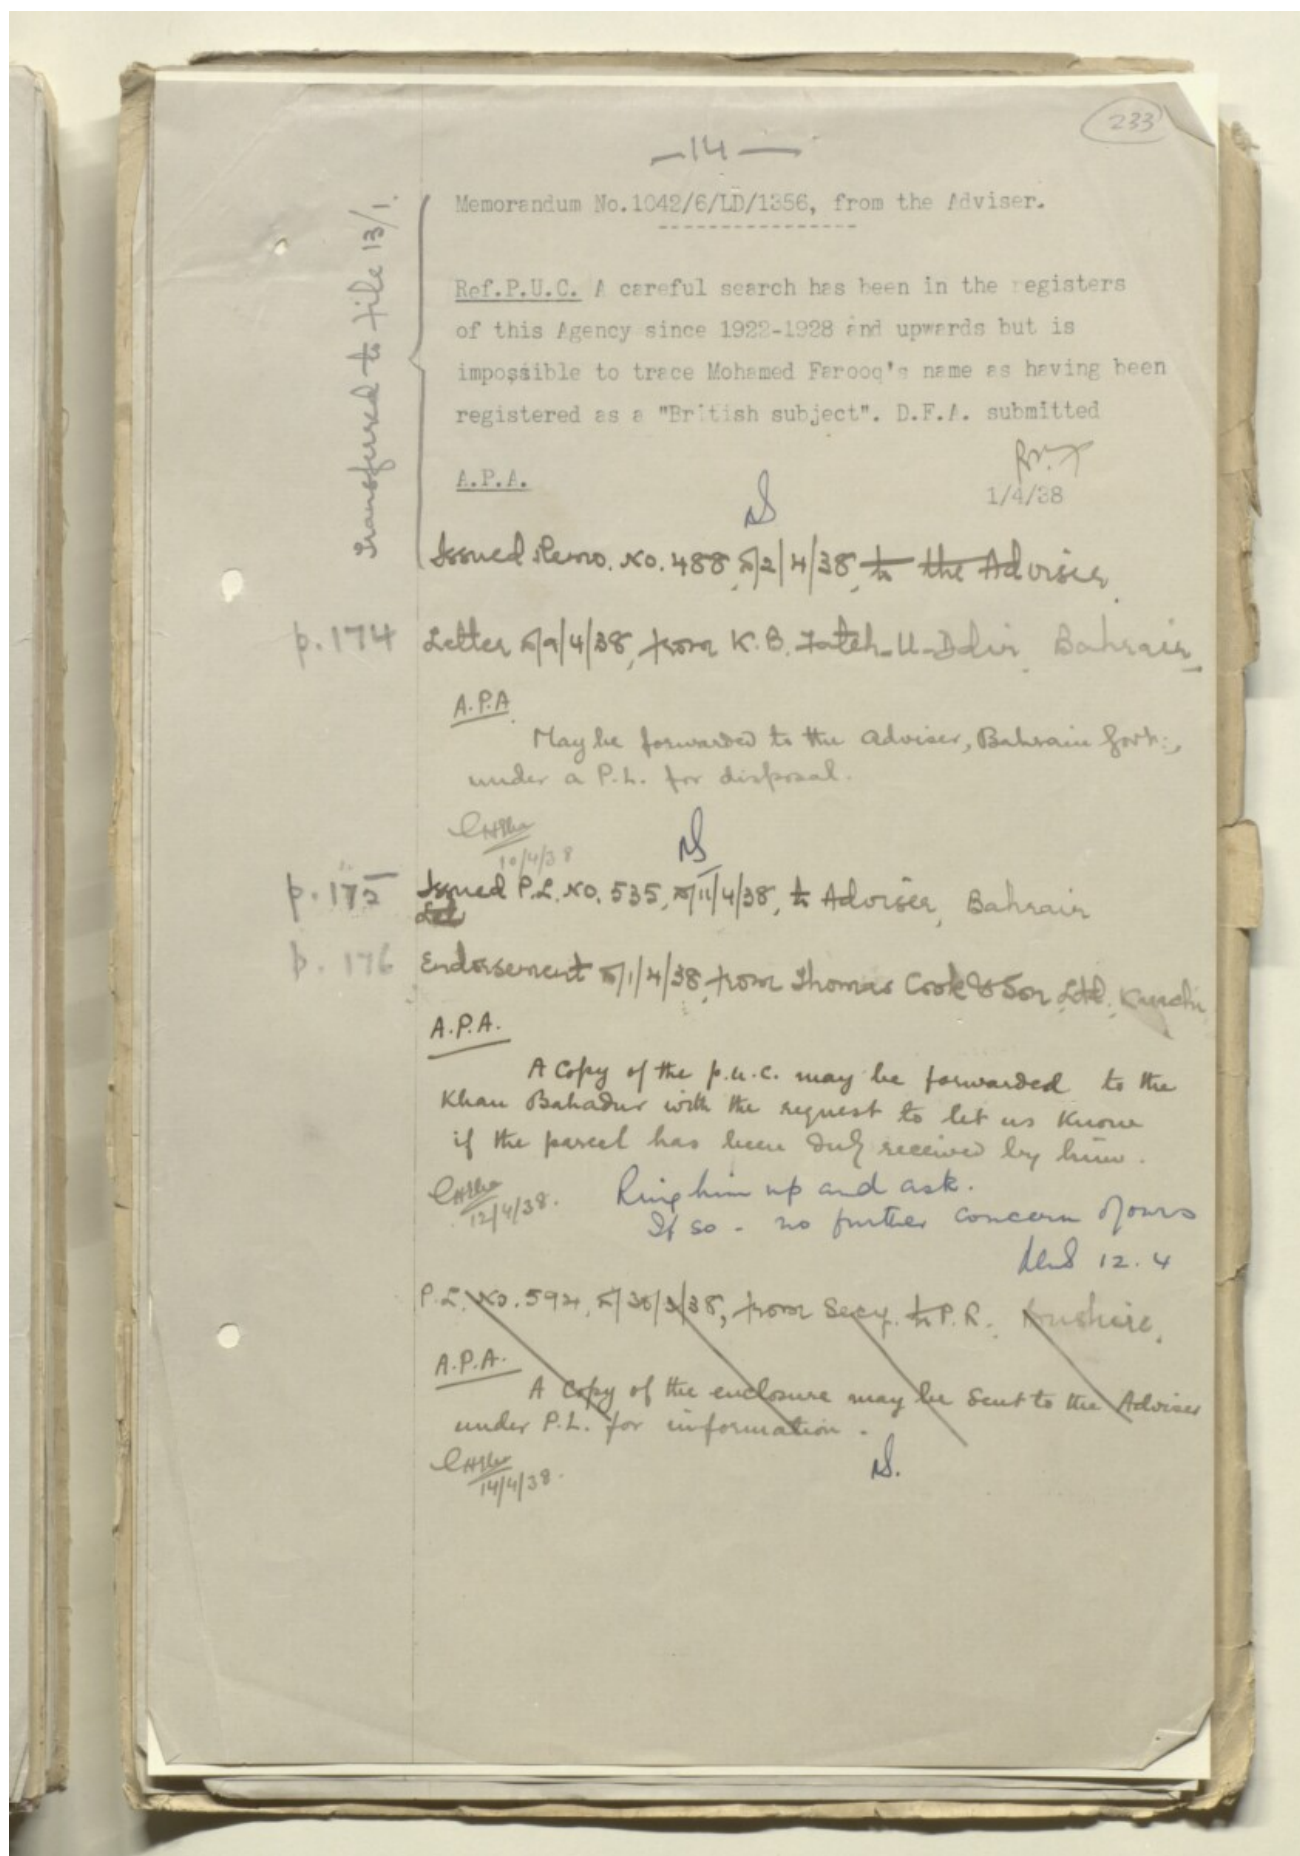 233
— 14 —
Transferred to file 13/1.
Memorandum No.1042/6/LD/1356, from the Adviser.
Ref.P.U.C. A careful search has been in the registers
of this Agency since 1922-1928 and upwards but is
impossible to trace Mohamed Farooq's name as having been
registered as a "British subject". D.F.A. submitted
A.P.A.
1/4/38
Issued Memo. No. 488 d/2/4/38, to the Adviser.
p. 174 Letter d/9/4/38, from K.B. Fateh-U-Ddin Bahrain
A.P.A
May be forwarded to the Adviser, Bahrain Govt:,
under a P.L. for disposal.
10/4/38
p. 175 Issued P.L. No. 535, d/11/4/38, to Adviser, Bahrain
p. 176 Endorsement d/1/4/38, from Thomas Cook & Son Ltd.
A.P.A.
A Copy of the p.u.c. may be forwarded to the
Khan Bahadur with the request to let us know
if the parcel has been duly received by him.
12/4/38.
Ring him up and ask.
If so - no further concern of ours
12.4
P.L. No. 594, d/30/3/38, from Secy. to P.R. Bushire.
A.P.A.
A Copy of the enclosure may be sent to the Adviser
under P.L. for information.
14/4/38.